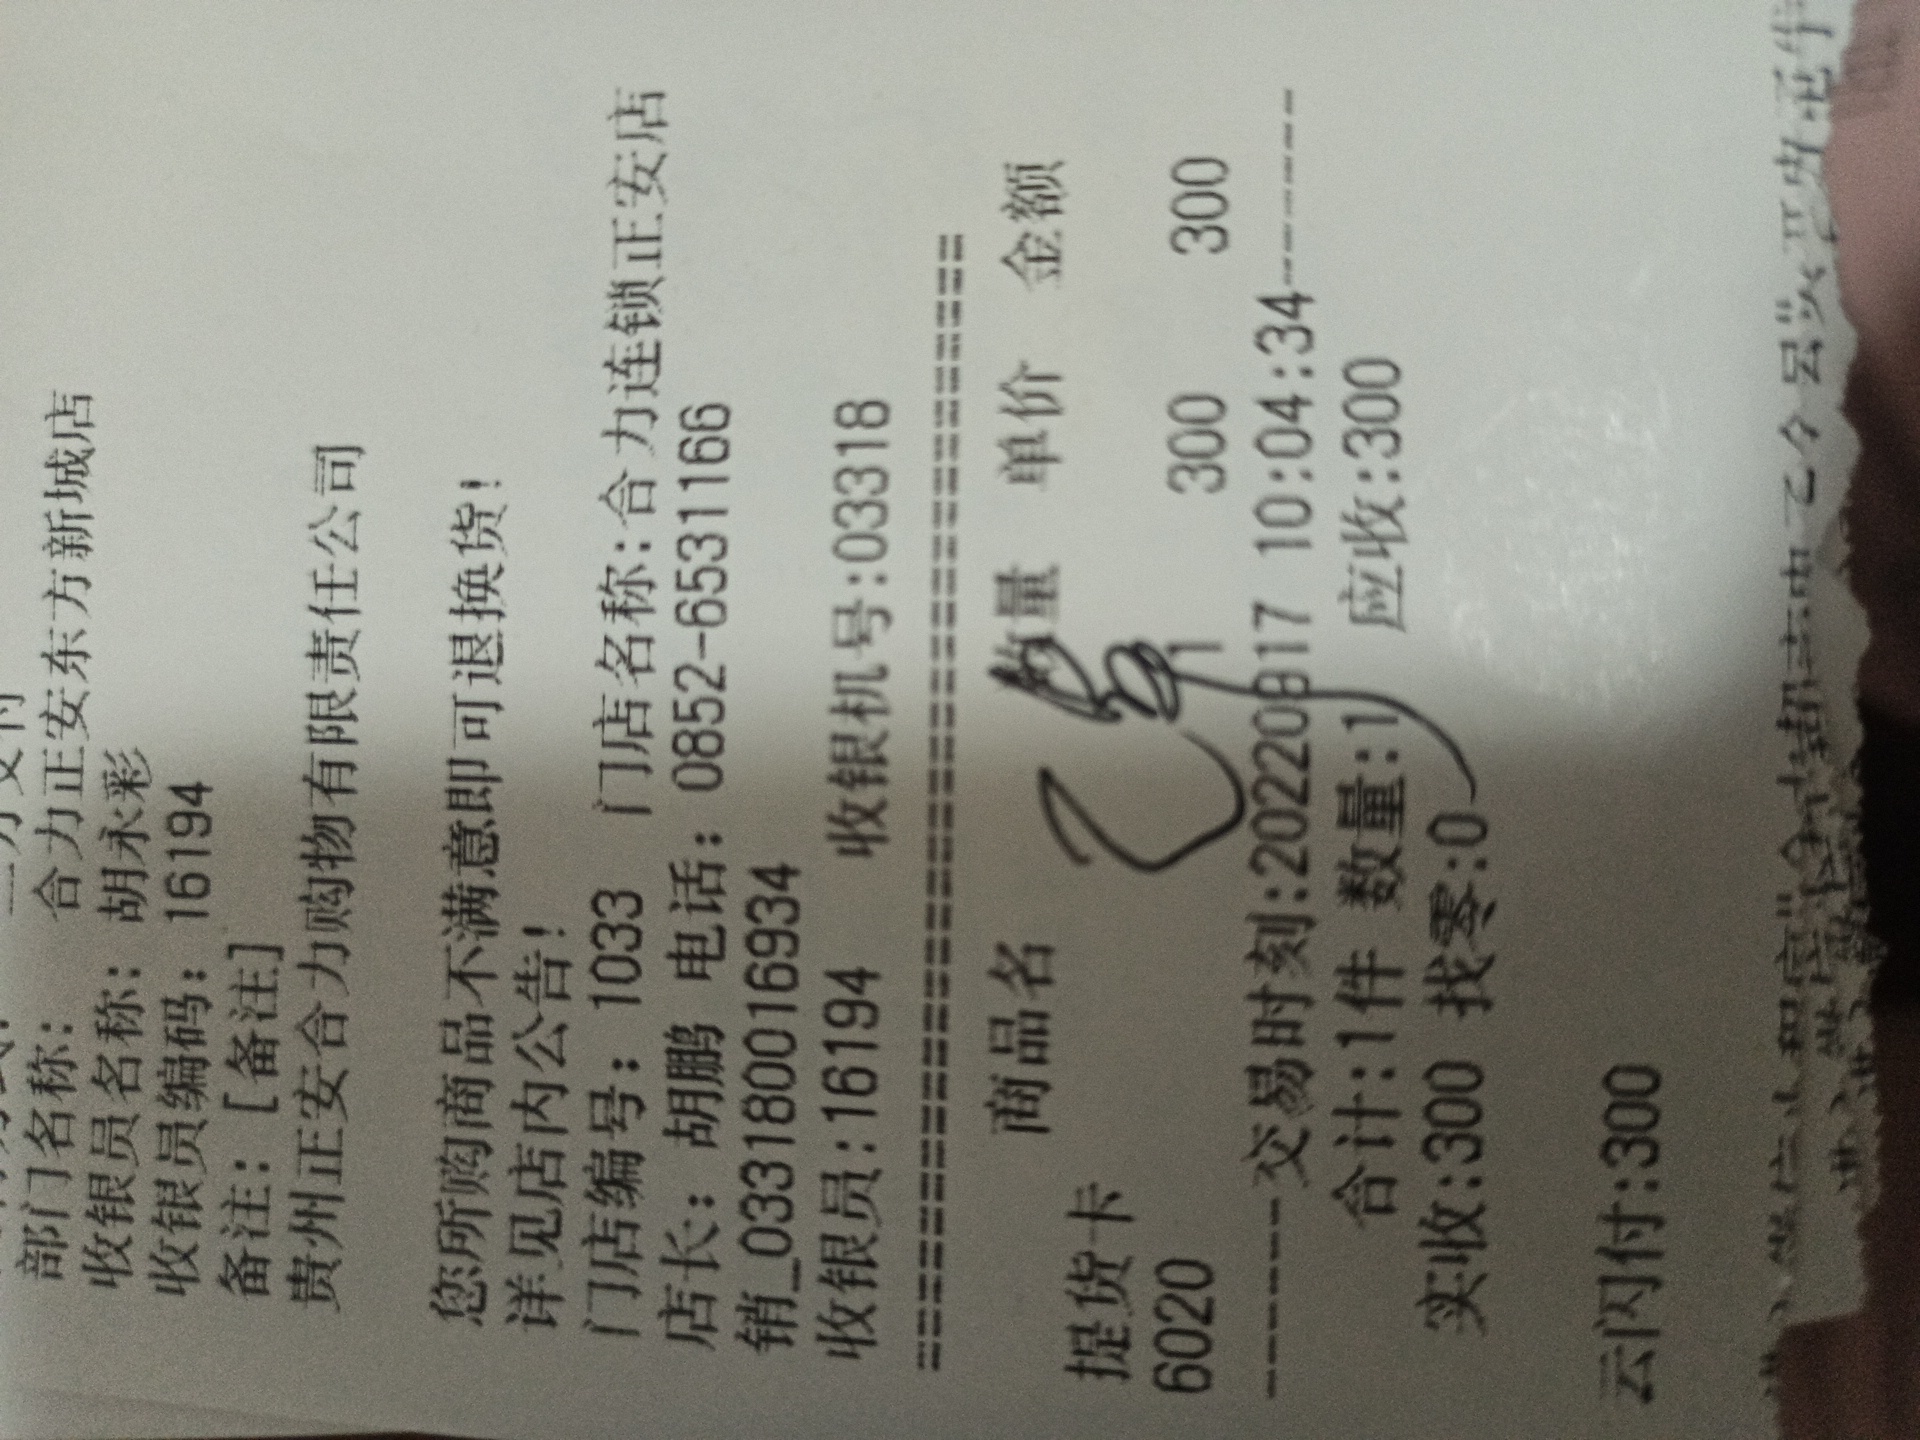 部门名称: 合力正安东方新城店
收银员名称: 胡永彩
收银员编码: 16194
备注: [备注]
贵州正安合力购物有限责任公司
您所购商品不满意即可退换货!
详见店内公告!
门店编号: 1033 门店名称:合力连锁正安店
店长: 胡鹏 电话: 0852-6531166
销_0331800016934
收银员:16194 收银机号:03318
商品名 数量 单价 金额
提货卡
6020 1 300 300
------交易时刻:20220917 10:04:34------
合计:1件 数量:1 应收:300
实收:300 找零:0
云闪付:300